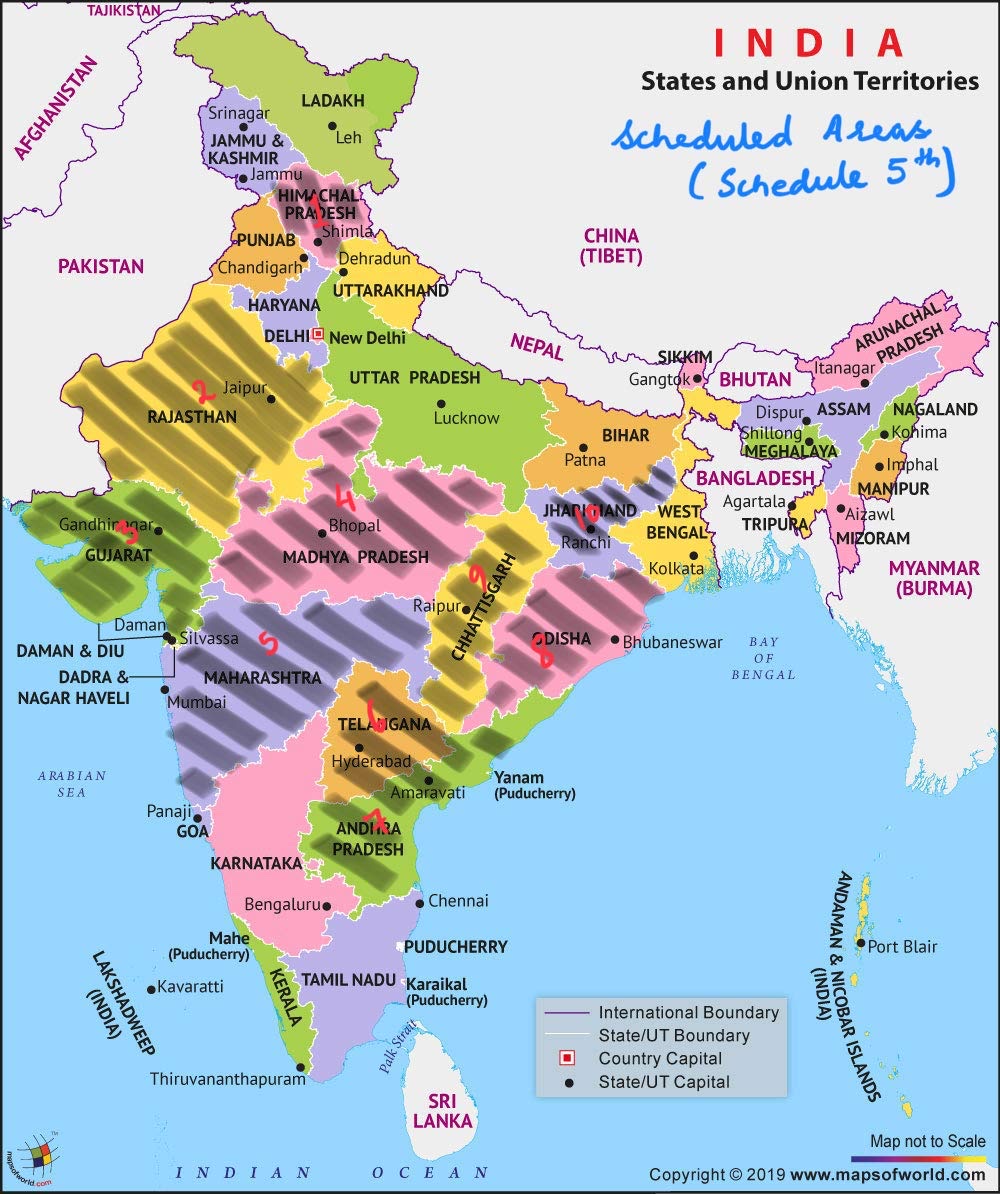 TAJIKISTAN
I N D I A
States and Union Territories
Scheduled Areas
(Schedule 5th)
AFGHANISTAN
LADAKH
Leh
Srinagar
JAMMU &
KASHMIR
Jammu
HIMACHAL
PRADESH
1
Shimla
PUNJAB
Chandigarh
Dehradun
UTTARAKHAND
PAKISTAN
CHINA
(TIBET)
HARYANA
DELHI
New Delhi
NEPAL
ARUNACHAL
PRADESH
Itanagar
SIKKIM
Gangtok
BHUTAN
UTTAR PRADESH
Lucknow
2
Jaipur
RAJASTHAN
Dispur
ASSAM
NAGALAND
Shillong
Kohima
MEGHALAYA
BIHAR
Patna
Imphal
MANIPUR
BANGLADESH
Agartala
TRIPURA
Aizawl
MIZORAM
MYANMAR
(BURMA)
4
Bhopal
MADHYA PRADESH
Gandhinagar
3
GUJARAT
JHARKHAND
10
Ranchi
WEST
BENGAL
Kolkata
9
Raipur
CHHATTISGARH
ODISHA
8
Bhubaneswar
Daman
Silvassa
DAMAN & DIU
DADRA &
NAGAR HAVELI
5
MAHARASHTRA
Mumbai
BAY
OF
BENGAL
6
TELANGANA
Hyderabad
ARABIAN
SEA
Amaravati
Yanam
(Puducherry)
Panaji
GOA
7
ANDHRA
PRADESH
KARNATAKA
Bengaluru
Chennai
Mahe
(Puducherry)
PUDUCHERRY
TAMIL NADU
Karaikal
(Puducherry)
KERALA
LAKSHADWEEP
(INDIA)
Kavaratti
Thiruvananthapuram
Palk Strait
SRI
LANKA
ANDAMAN & NICOBAR ISLANDS
(INDIA)
Port Blair
International Boundary
State/UT Boundary
Country Capital
State/UT Capital
INDIAN OCEAN
Map not to Scale
Copyright © 2019 www.mapsofworld.com
mapsofworld.com